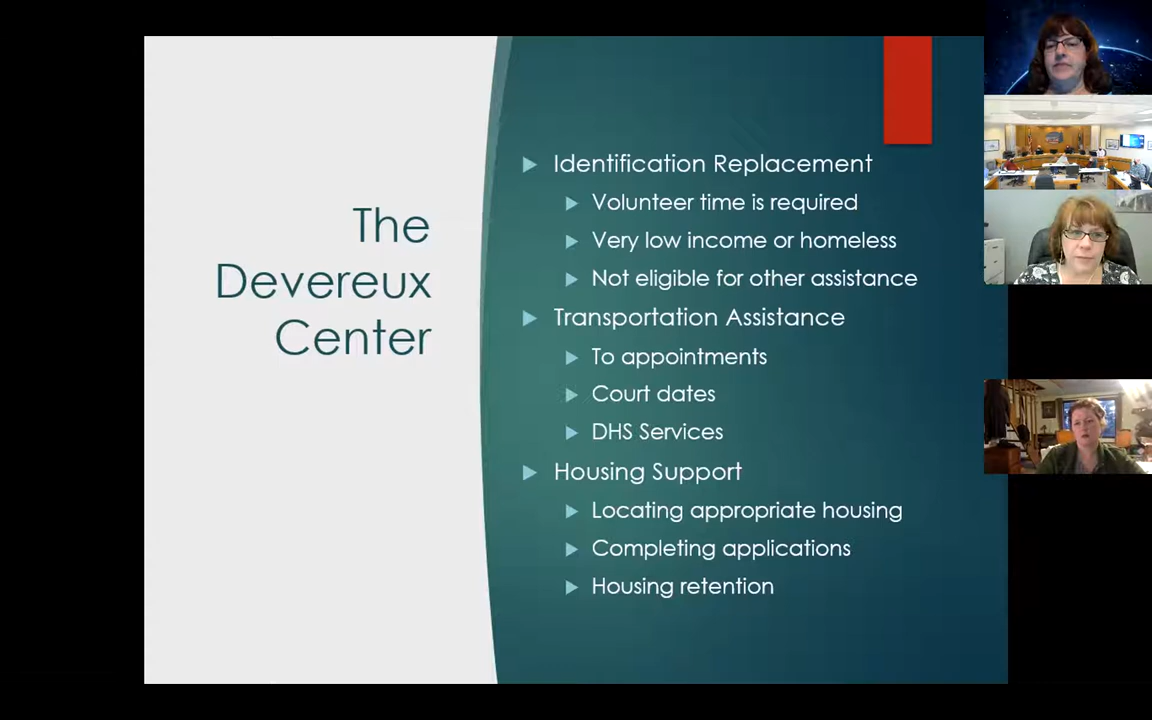 The
Devereux
Center
Identification Replacement
Volunteer time is required
Very low income or homeless
Not eligible for other assistance
Transportation Assistance
To appointments
Court dates
DHS Services
Housing Support
Locating appropriate housing
Completing applications
Housing retention